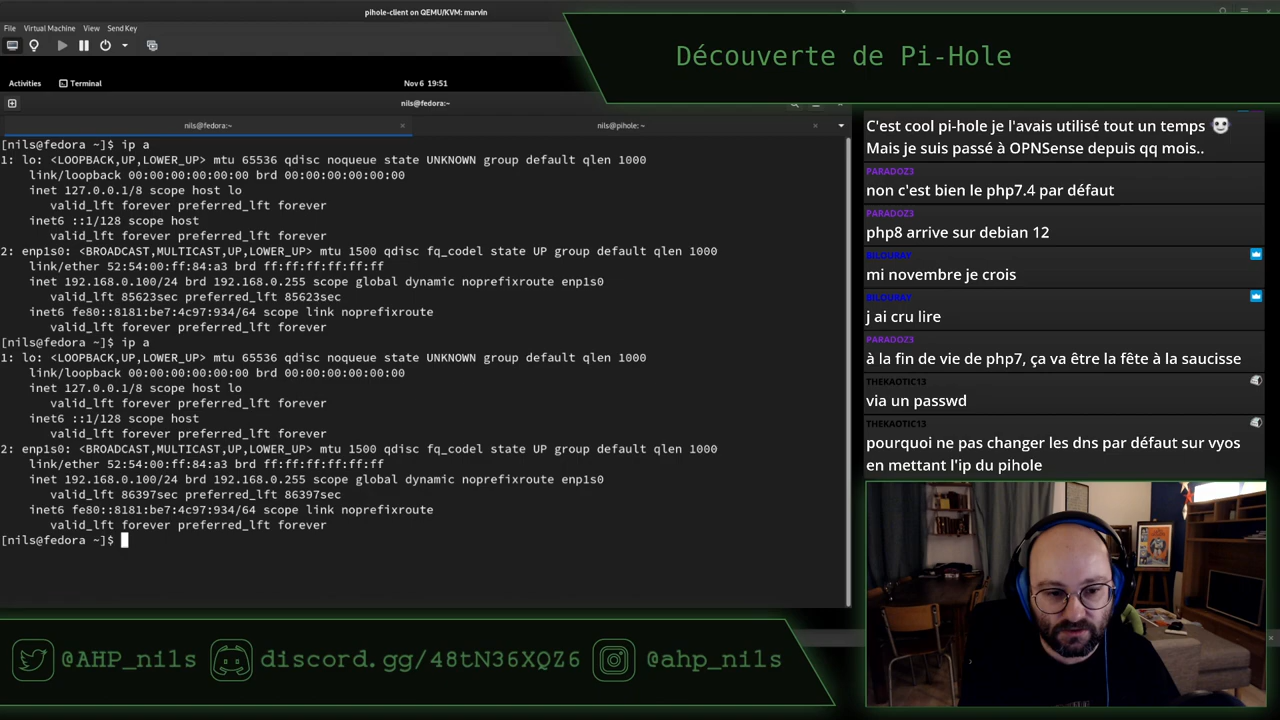 pihole-client on QEMU/KVM: marvin
File Virtual Machine View Send Key
Découverte de Pi-Hole
Activities Terminal Nov 6 19:51
nils@fedora:~
nils@fedora:~ × nils@pihole: ~ ×
[nils@fedora ~]$ ip a
1: lo: <LOOPBACK,UP,LOWER_UP> mtu 65536 qdisc noqueue state UNKNOWN group default qlen 1000
link/loopback 00:00:00:00:00:00 brd 00:00:00:00:00:00
inet 127.0.0.1/8 scope host lo
valid_lft forever preferred_lft forever
inet6 ::1/128 scope host
valid_lft forever preferred_lft forever
2: enp1s0: <BROADCAST,MULTICAST,UP,LOWER_UP> mtu 1500 qdisc fq_codel state UP group default qlen 1000
link/ether 52:54:00:ff:84:a3 brd ff:ff:ff:ff:ff:ff
inet 192.168.0.100/24 brd 192.168.0.255 scope global dynamic noprefixroute enp1s0
valid_lft 85623sec preferred_lft 85623sec
inet6 fe80::8181:be7:4c97:934/64 scope link noprefixroute
valid_lft forever preferred_lft forever
[nils@fedora ~]$ ip a
1: lo: <LOOPBACK,UP,LOWER_UP> mtu 65536 qdisc noqueue state UNKNOWN group default qlen 1000
link/loopback 00:00:00:00:00:00 brd 00:00:00:00:00:00
inet 127.0.0.1/8 scope host lo
valid_lft forever preferred_lft forever
inet6 ::1/128 scope host
valid_lft forever preferred_lft forever
2: enp1s0: <BROADCAST,MULTICAST,UP,LOWER_UP> mtu 1500 qdisc fq_codel state UP group default qlen 1000
link/ether 52:54:00:ff:84:a3 brd ff:ff:ff:ff:ff:ff
inet 192.168.0.100/24 brd 192.168.0.255 scope global dynamic noprefixroute enp1s0
valid_lft 86397sec preferred_lft 86397sec
inet6 fe80::8181:be7:4c97:934/64 scope link noprefixroute
valid_lft forever preferred_lft forever
[nils@fedora ~]$
C'est cool pi-hole je l'avais utilisé tout un temps
Mais je suis passé à OPNSense depuis qq mois..
PARADOZ3
non c'est bien le php7.4 par défaut
PARADOZ3
php8 arrive sur debian 12
BILOURAY
mi novembre je crois
BILOURAY
j ai cru lire
PARADOZ3
à la fin de vie de php7, ça va être la fête à la saucisse
THEKAOTIC13
via un passwd
THEKAOTIC13
pourquoi ne pas changer les dns par défaut sur vyos
en mettant l'ip du pihole
@AHP_nils discord.gg/48tN36XQZ6 @ahp_nils